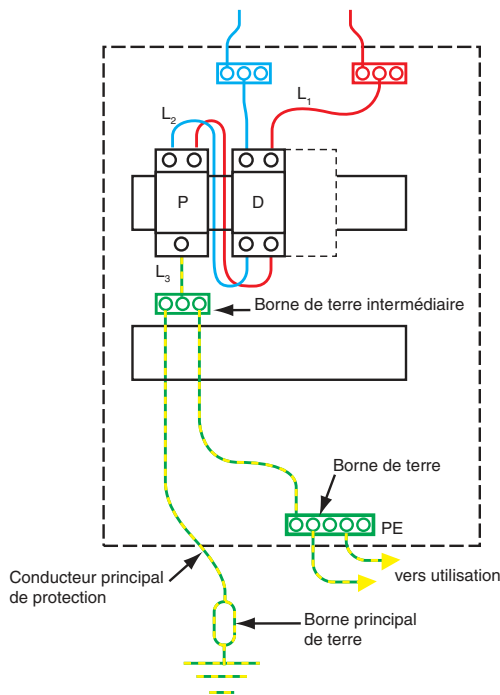 L1
L2
P
D
L3
Borne de terre intermédiaire
Borne de terre
PE
vers utilisation
Conducteur principal
de protection
Borne principal
de terre